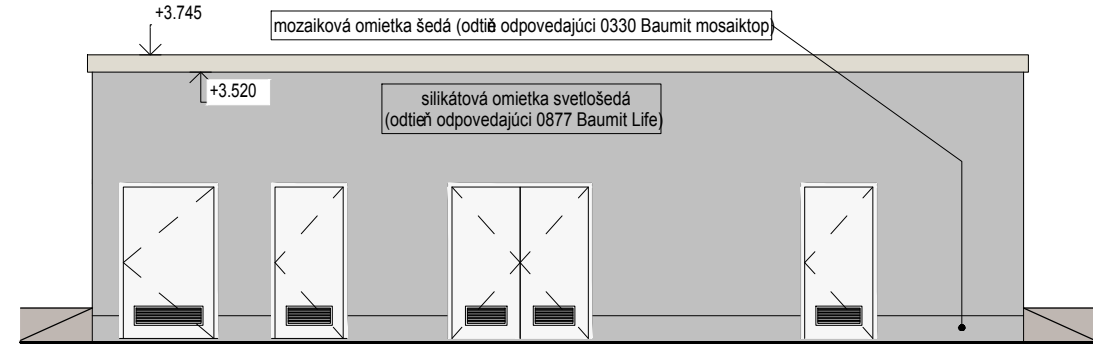 +3.745
mozaiková omietka šedá (odtiň odpovedajúci 0330 Baumit mosaiktop)
+3.520
silikátová omietka svetlošedá
(odtieň odpovedajúci 0877 Baumit Life)